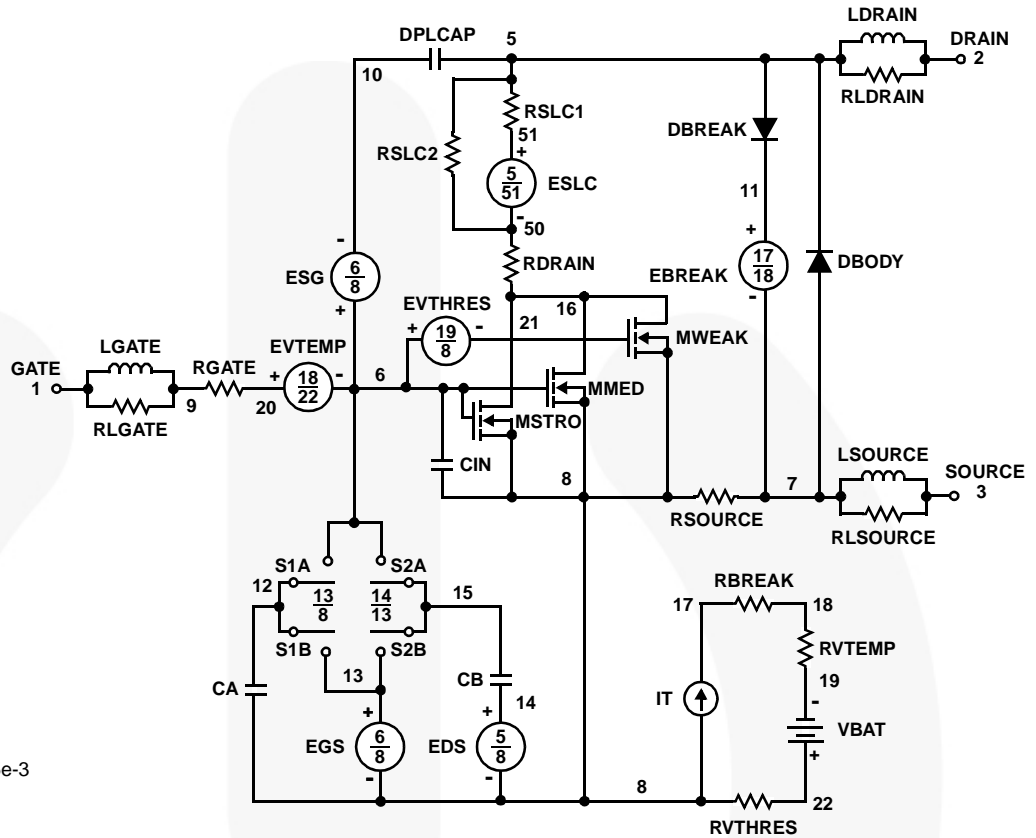 LDRAIN
DPLCAP 5 DRAIN
10 2
RSLC1 RLDRAIN
51 DBREAK
RSLC2 +
5
51 ESLC 11
-
50
- +
ESG 6
8 RDRAIN EBREAK 17
18 DBODY
+ EVTHRES 16 -
+ 19
8 - 21 MWEAK
LGATE EVTEMP
GATE RGATE + 18
22 - 6 MMED
1 9 20 MSTRO
RLGATE LSOURCE
CIN 8 7 SOURCE
3
RSOURCE RLSOURCE
S1A S2A RBREAK
12 13
8 14
13 15 17 18
S1B S2B RVTEMP
13 CB 19
CA 14 IT -
+ + VBAT
EGS 6
8 EDS 5
8 +
- - 8 22
e-3
RVTHRES